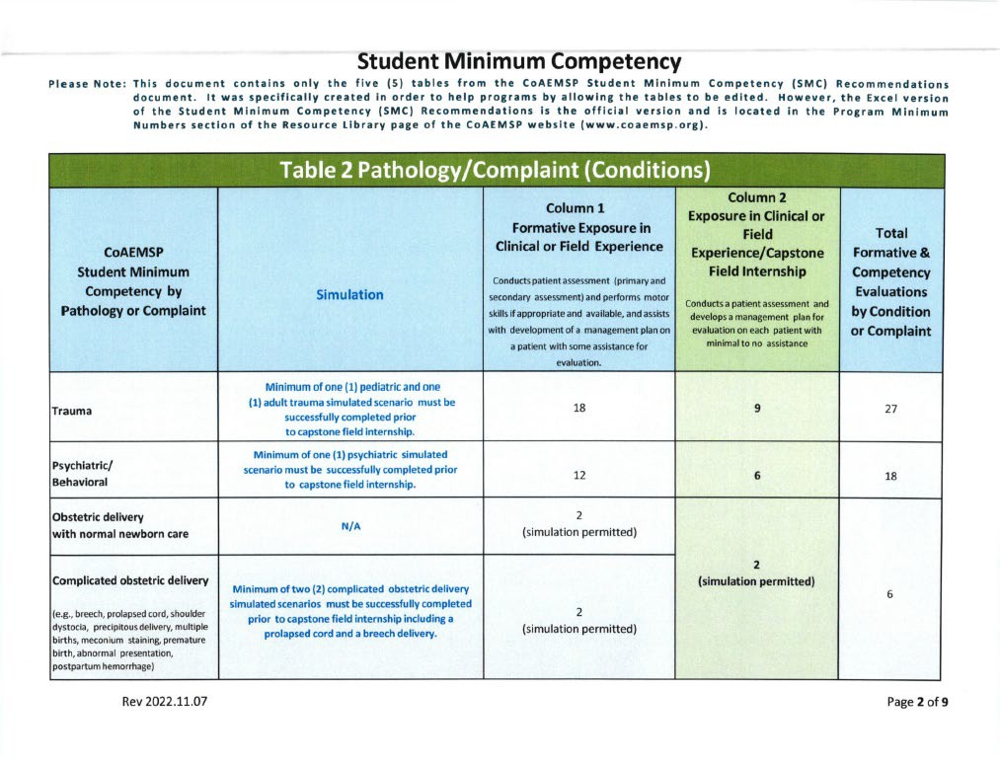 Student Minimum Competency
Please Note: This document contains only the five (5) tables from the CoAEMSP Student Minimum Competency (SMC) Recommendations
document. It was specifically created in order to help programs by allowing the tables to be edited. However, the Excel version
of the Student Minimum Competency (SMC) Recommendations is the official version and is located in the Program Minimum
Numbers section of the Resource Library page of the CoAEMSP website (www.coaemsp.org).
Table 2 Pathology/Complaint (Conditions)
CoAEMSP
Student Minimum
Competency by
Pathology or Complaint
Simulation
Column 1
Formative Exposure in
Clinical or Field Experience
Conducts patient assessment (primary and
secondary assessment) and performs motor
skills if appropriate and available, and assists
with development of a management plan on
a patient with some assistance for
evaluation.
Column 2
Exposure in Clinical or
Field
Experience/Capstone
Field Internship
Conducts a patient assessment and
develops a management plan for
evaluation on each patient with
minimal to no assistance
Total
Formative &
Competency
Evaluations
by Condition
or Complaint
Trauma
Minimum of one (1) pediatric and one
(1) adult trauma simulated scenario must be
successfully completed prior
to capstone field internship.
18
9
27
Psychiatric/
Behavioral
Minimum of one (1) psychiatric simulated
scenario must be successfully completed prior
to capstone field internship.
12
6
18
Obstetric delivery
with normal newborn care
N/A
2
(simulation permitted)
2
(simulation permitted)
6
Complicated obstetric delivery
(e.g., breech, prolapsed cord, shoulder
dystocia, precipitous delivery, multiple
births, meconium staining, premature
birth, abnormal presentation,
postpartum hemorrhage)
Minimum of two (2) complicated obstetric delivery
simulated scenarios must be successfully completed
prior to capstone field internship including a
prolapsed cord and a breech delivery.
2
(simulation permitted)
Rev 2022.11.07
Page 2 of 9